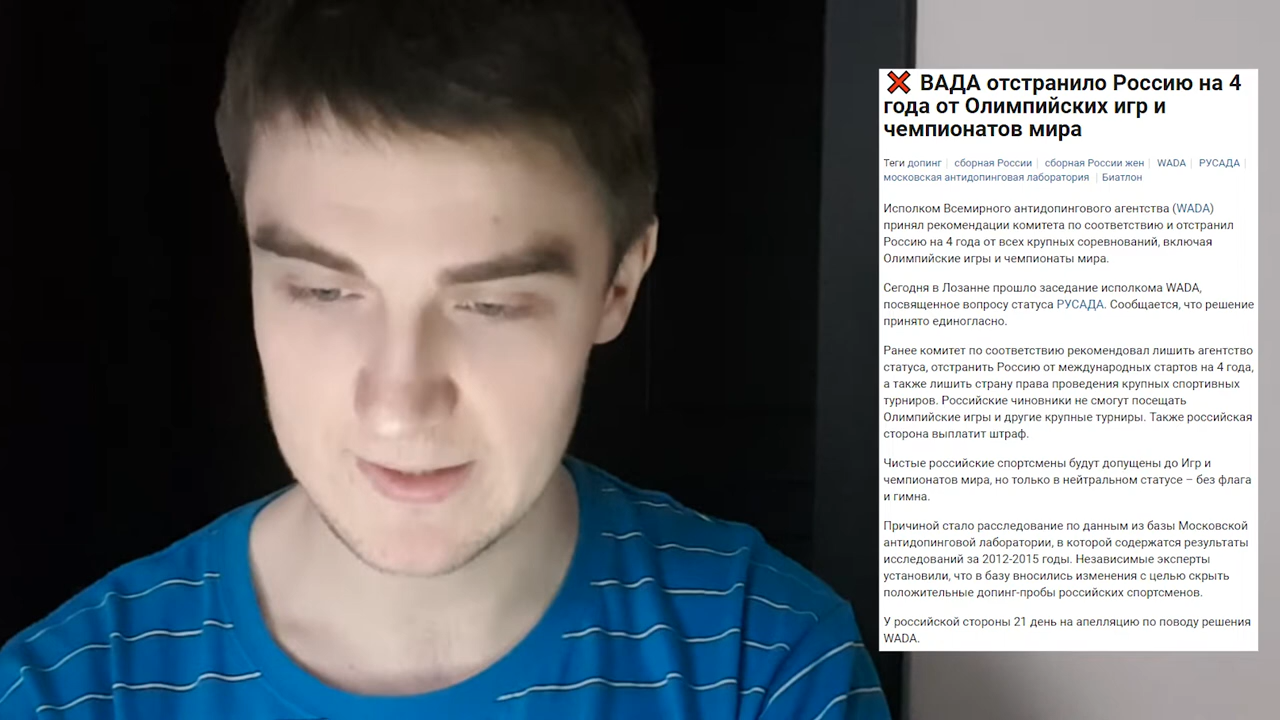 ❌ ВАДА отстранило Россию на 4
года от Олимпийских игр и
чемпионатов мира
Теги допинг | сборная России | сборная России жен | WADA | РУСАДА |
московская антидопинговая лаборатория | Биатлон
Исполком Всемирного антидопингового агентства (WADA)
принял рекомендации комитета по соответствию и отстранил
Россию на 4 года от всех крупных соревнований, включая
Олимпийские игры и чемпионаты мира.
Сегодня в Лозанне прошло заседание исполкома WADA,
посвященное вопросу статуса РУСАДА. Сообщается, что решение
принято единогласно.
Ранее комитет по соответствию рекомендовал лишить агентство
статуса, отстранить Россию от международных стартов на 4 года,
а также лишить страну права проведения крупных спортивных
турниров. Российские чиновники не смогут посещать
Олимпийские игры и другие крупные турниры. Также российская
сторона выплатит штраф.
Чистые российские спортсмены будут допущены до Игр и
чемпионатов мира, но только в нейтральном статусе – без флага
и гимна.
Причиной стало расследование по данным из базы Московской
антидопинговой лаборатории, в которой содержатся результаты
исследований за 2012-2015 годы. Независимые эксперты
установили, что в базу вносились изменения с целью скрыть
положительные допинг-пробы российских спортсменов.
У российской стороны 21 день на апелляцию по поводу решения
WADA.